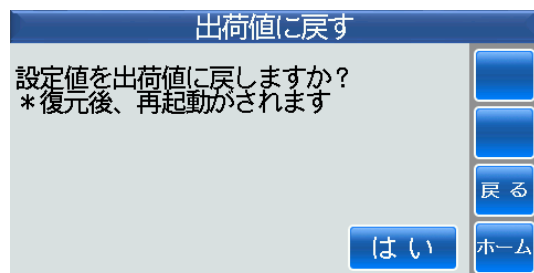 出荷値に戻す
設定値を出荷値に戻しますか？
＊復元後、再起動がされます
戻 る
は い
ホーム